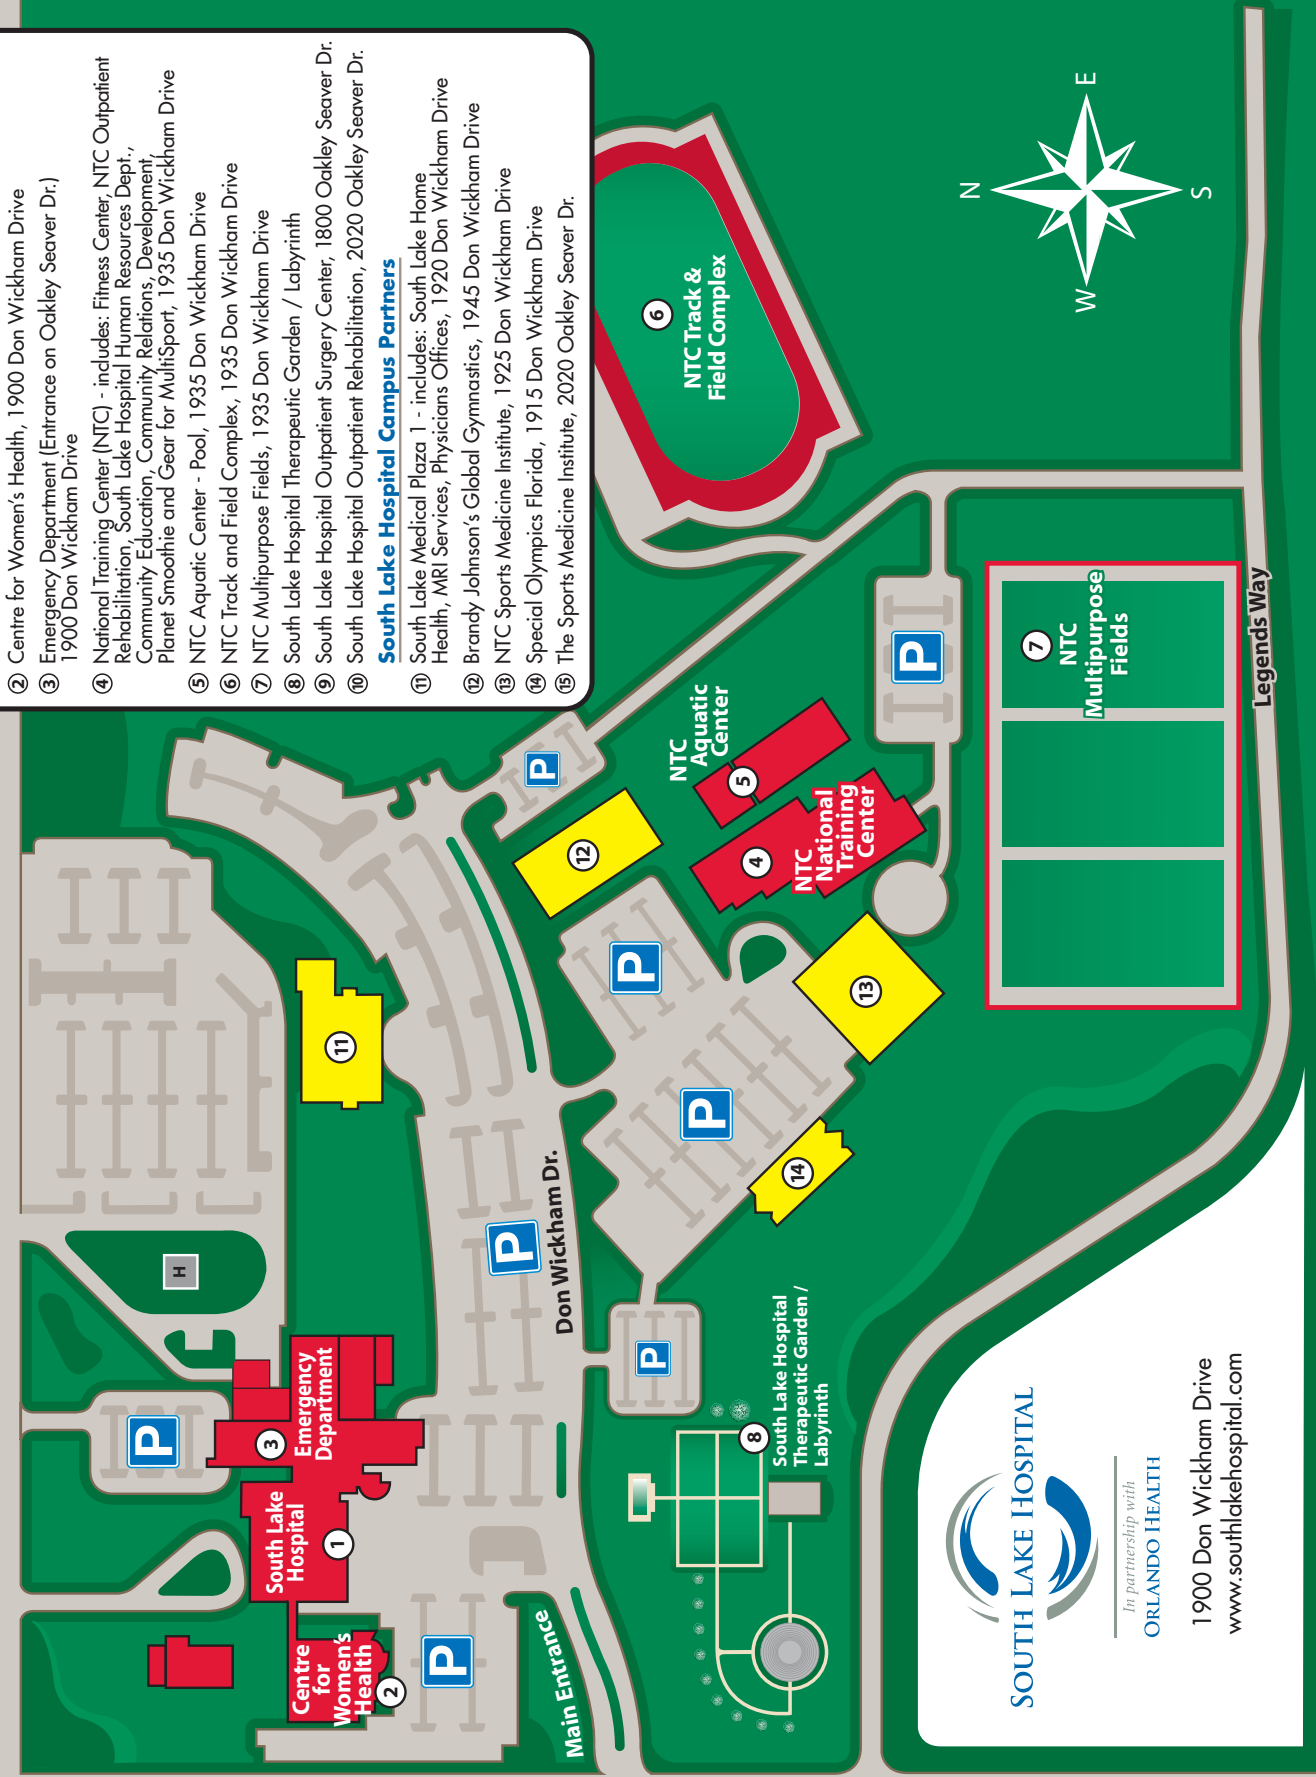 ② Centre for Women's Health, 1900 Don Wickham Drive
③ Emergency Department (Entrance on Oakley Seaver Dr.)
1900 Don Wickham Drive
④ National Training Center (NTC) - includes: Fitness Center, NTC Outpatient
Rehabilitation, South Lake Hospital Human Resources Dept.,
Community Education, Community Relations, Development,
Planet Smoothie and Gear for MultiSport, 1935 Don Wickham Drive
⑤ NTC Aquatic Center - Pool, 1935 Don Wickham Drive
⑥ NTC Track and Field Complex, 1935 Don Wickham Drive
⑦ NTC Multipurpose Fields, 1935 Don Wickham Drive
⑧ South Lake Hospital Therapeutic Garden / Labyrinth
⑨ South Lake Hospital Outpatient Surgery Center, 1800 Oakley Seaver Dr.
⑩ South Lake Hospital Outpatient Rehabilitation, 2020 Oakley Seaver Dr.
South Lake Hospital Campus Partners
⑪ South Lake Medical Plaza 1 - includes: South Lake Home
Health, MRI Services, Physicians Offices, 1920 Don Wickham Drive
⑫ Brandy Johnson's Global Gymnastics, 1945 Don Wickham Drive
⑬ NTC Sports Medicine Institute, 1925 Don Wickham Drive
⑭ Special Olympics Florida, 1915 Don Wickham Drive
⑮ The Sports Medicine Institute, 2020 Oakley Seaver Dr.
6
NTC Track &
Field Complex
N
E
S
W
7
NTC
Multipurpose
Fields
Legends Way
P
P
NTC
Aquatic
Center
5
4
NTC
National
Training
Center
12
P
13
P
14
11
P
Don Wickham Dr.
P
H
P
3
Emergency
Department
South Lake
Hospital
1
Centre
for
Women's
Health
2
P
Main Entrance
8
South Lake Hospital
Therapeutic Garden /
Labyrinth
SOUTH LAKE HOSPITAL
In partnership with
ORLANDO HEALTH
1900 Don Wickham Drive
www.southlakehospital.com